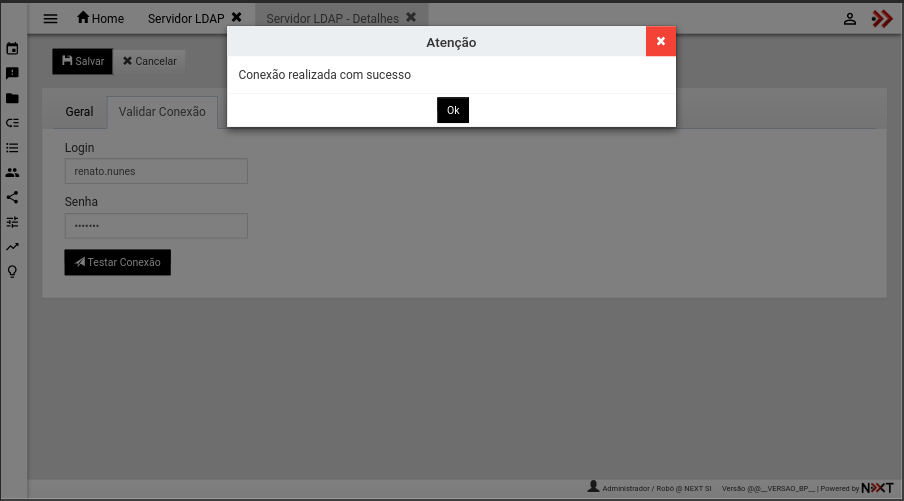 Home
Servidor LDAP
Servidor LDAP - Detalhes
Atenção
Conexão realizada com sucesso
Ok
Salvar
Cancelar
Geral
Validar Conexão
Login
renato.nunes
Senha
•••••••
Testar Conexão
Administrador / Robô @ NEXT SI Versão @@__VERSAO_BP__ | Powered by NEXT